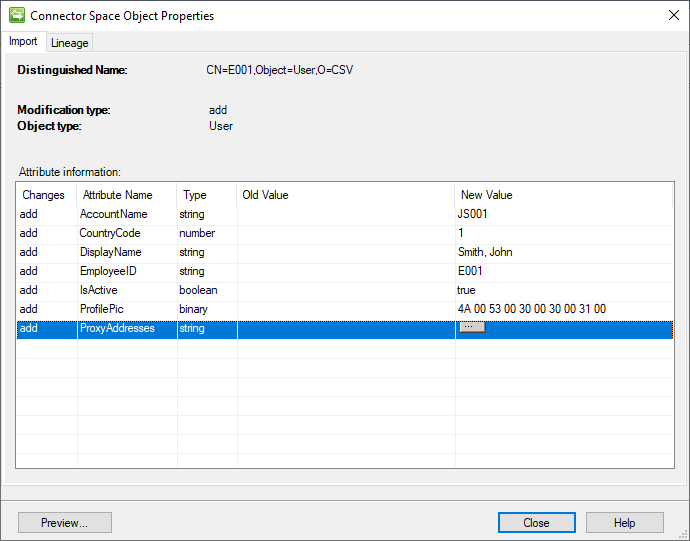 Connector Space Object Properties
Import Lineage
Distinguished Name: CN=E001,Object=User,O=CSV
Modification type: add
Object type: User
Attribute information:
Changes Attribute Name Type Old Value New Value
add AccountName string JS001
add CountryCode number 1
add DisplayName string Smith, John
add EmployeeID string E001
add IsActive boolean true
add ProfilePic binary 4A 00 53 00 30 00 30 00 31 00
add ProxyAddresses string ...
Preview... Close Help